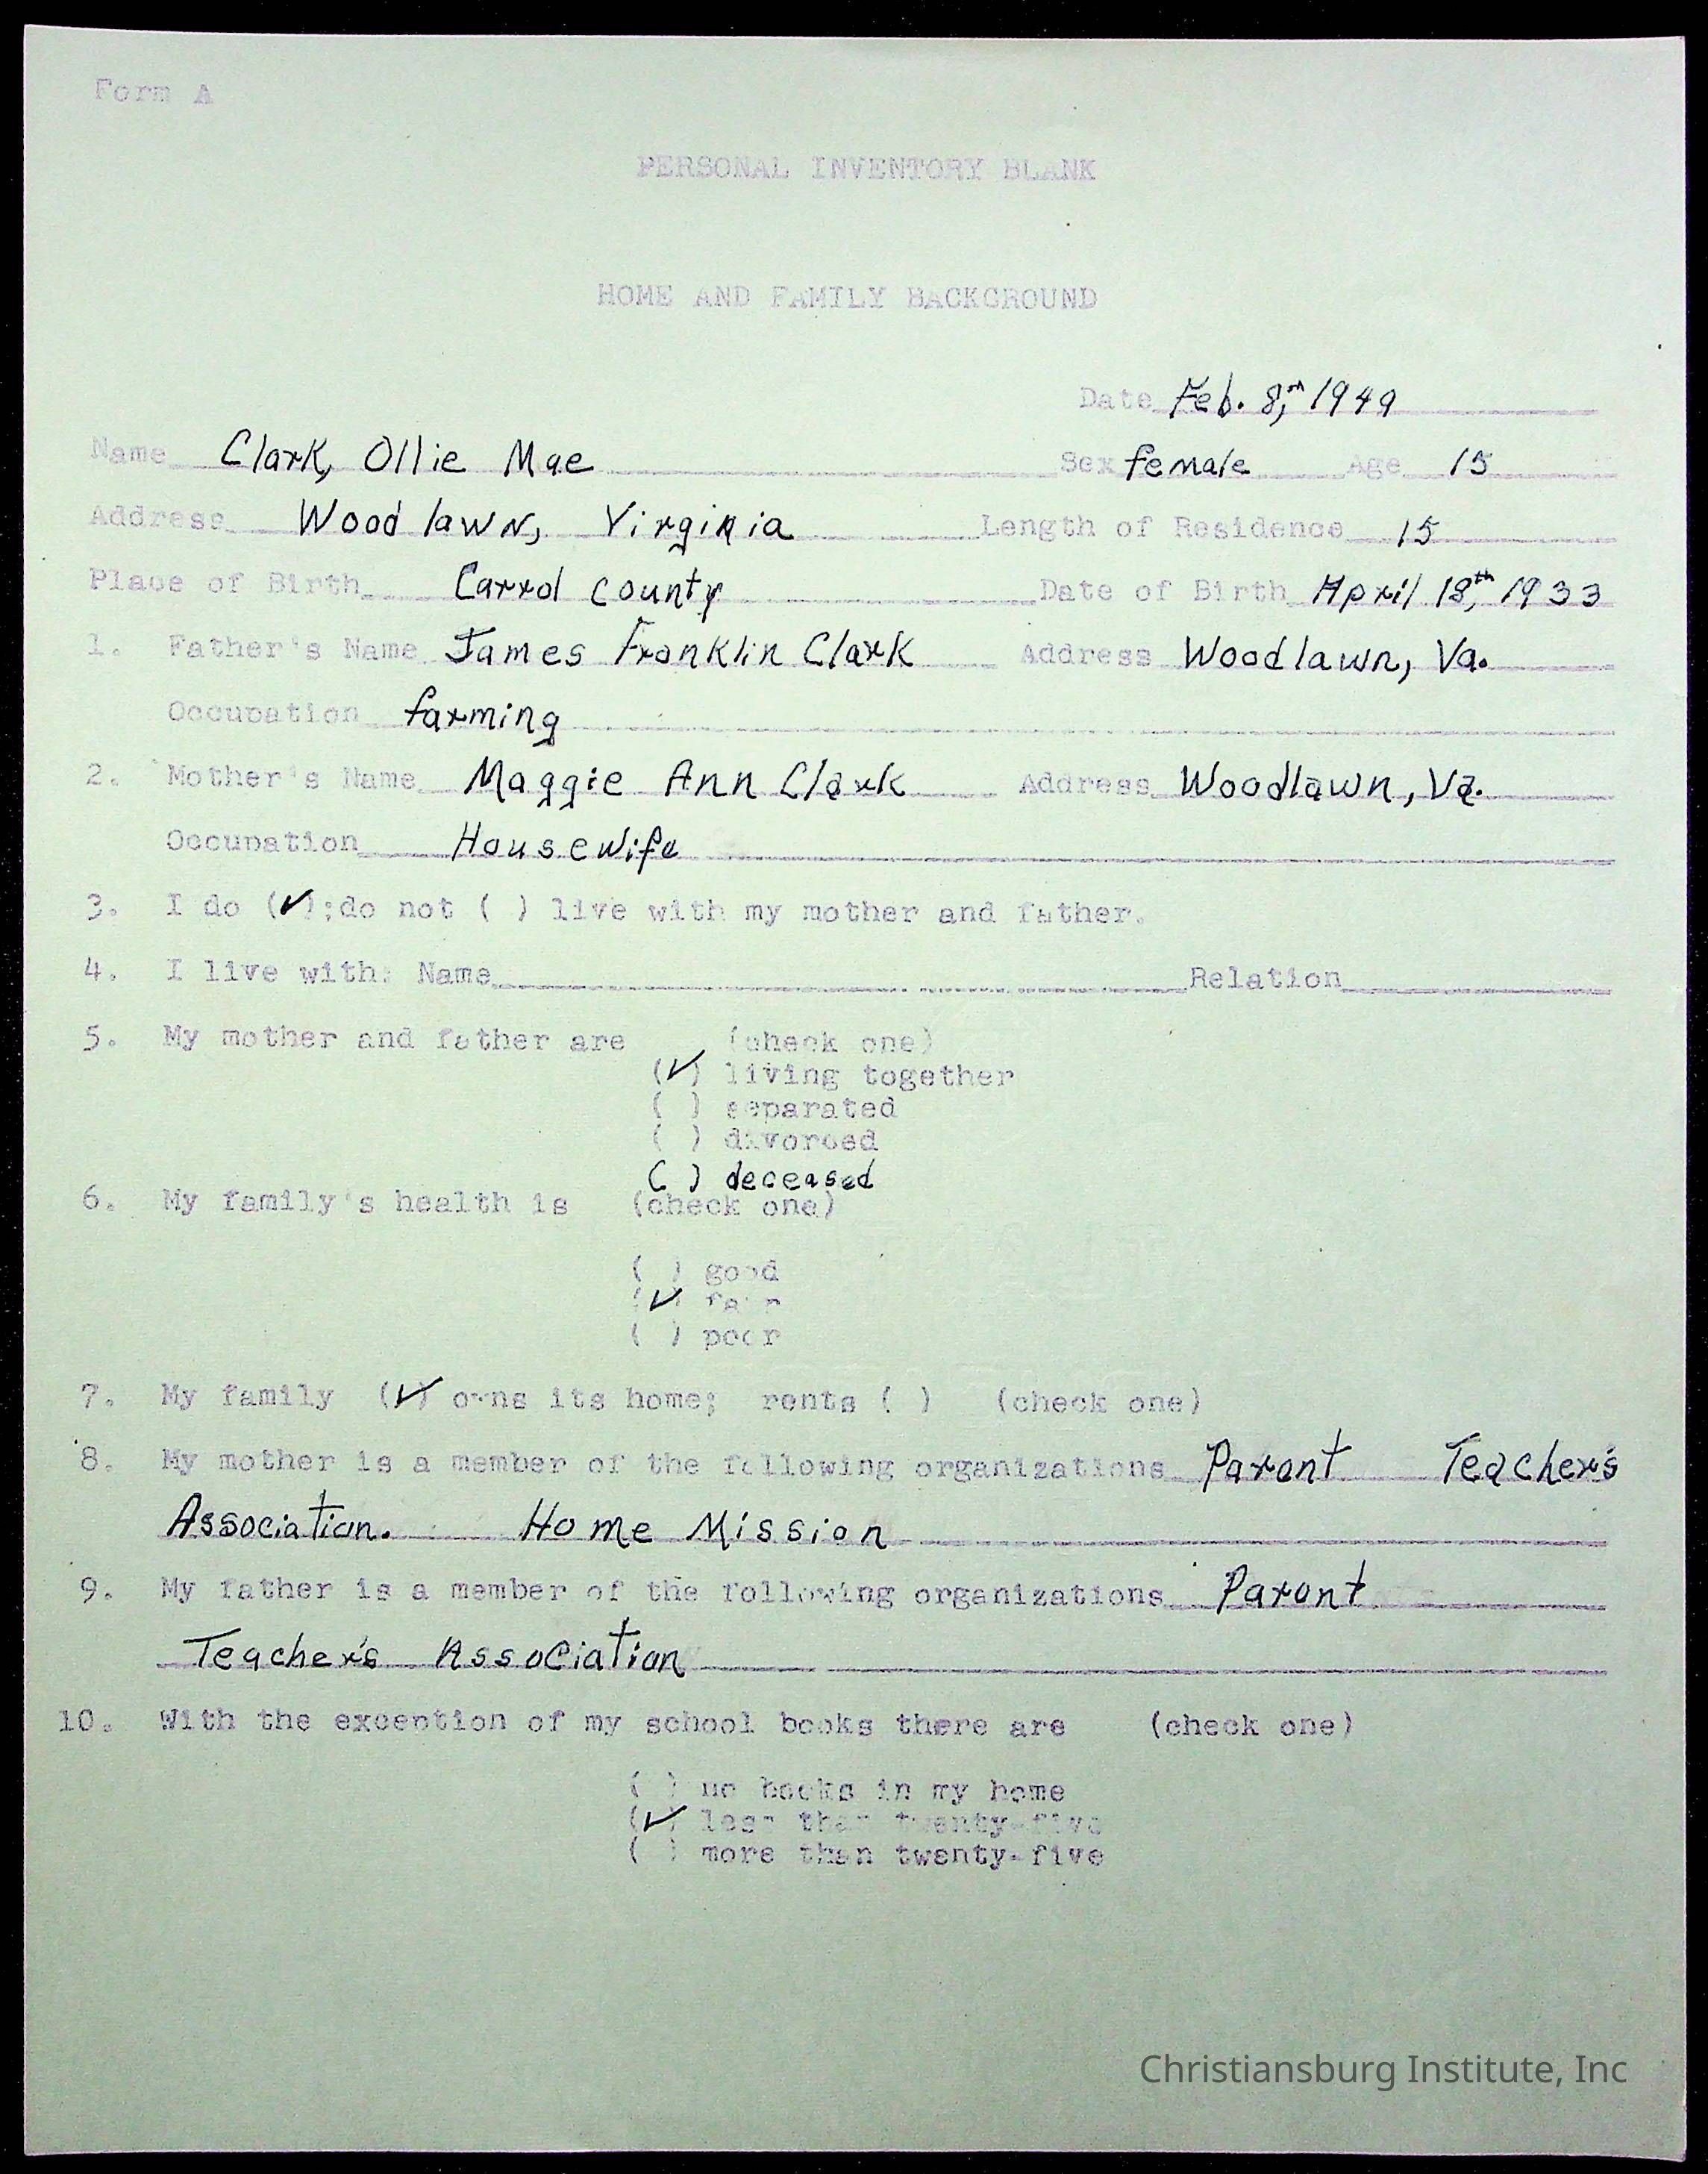 Form A
PERSONAL INVENTORY BLANK
HOME AND FAMILY BACKGROUND
Date Feb. 8,th 1949
Name Clark, Ollie Mae Sex female Age 15
Address Woodlawn, Virginia Length of Residence 15
Place of Birth Carrol county Date of Birth April 18,th 1933
1. Father's Name James Franklin Clark Address Woodlawn, Va.
Occupation farming
2. Mother's Name Maggie Ann Clark Address Woodlawn, Va.
Occupation Housewife
3. I do (✓);do not ( ) live with my mother and father.
4. I live with: Name Relation
5. My mother and father are (check one)
(✓) living together
( ) separated
( ) divorced
( ) deceased
6. My family's health is (check one)
( ) good
(✓) fair
( ) poor
7. My family (✓) owns its home; rents ( ) (check one)
8. My mother is a member of the following organizations Parent Teacher's
Association. Home Mission
9. My father is a member of the following organizations Parent
Teacher's Association
10. With the exception of my school books there are (check one)
( ) no books in my home
(✓) less than twenty-five
( ) more than twenty-five
Christiansburg Institute, Inc